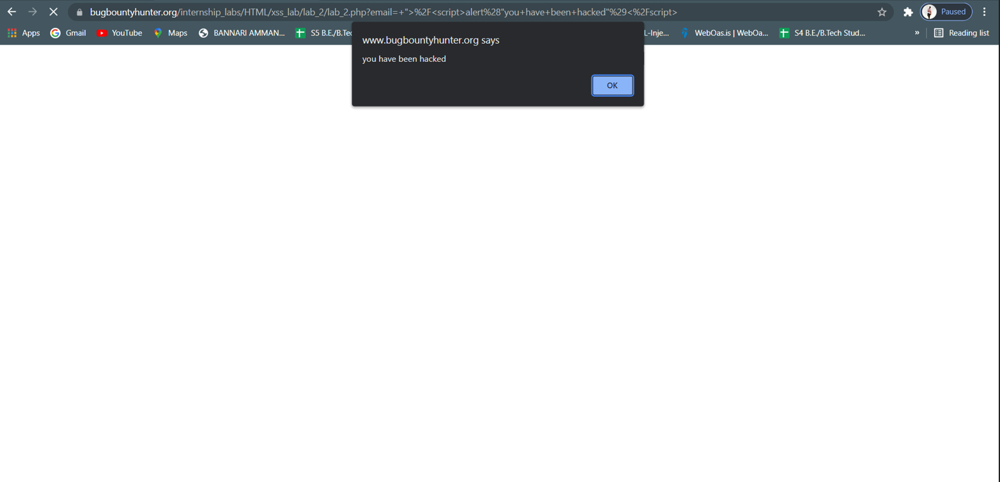 bugbountyhunter.org/internship_labs/HTML/xss_lab/lab_2/lab_2.php?email=+">%2F<script>alert%28"you+have+been+hacked"%29<%2Fscript>
Paused
Apps Gmail YouTube Maps BANNARI AMMAN... S5 B.E./B.Tec L-Inje... WebOas.is | WebOa... S4 B.E./B.Tech Stud... » Reading list
www.bugbountyhunter.org says
you have been hacked
OK